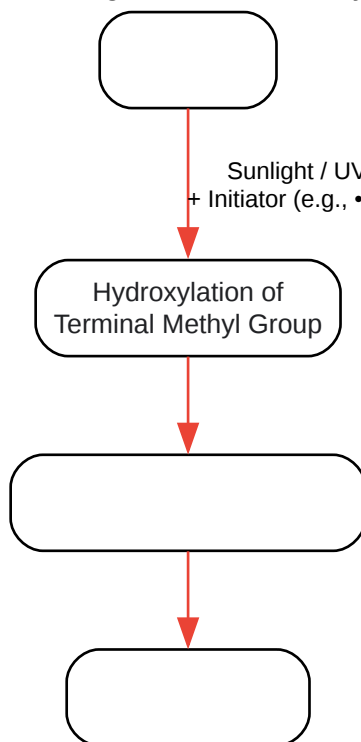 Sunlight / UV
+ Initiator (e.g., •
Hydroxylation of
Terminal Methyl Group